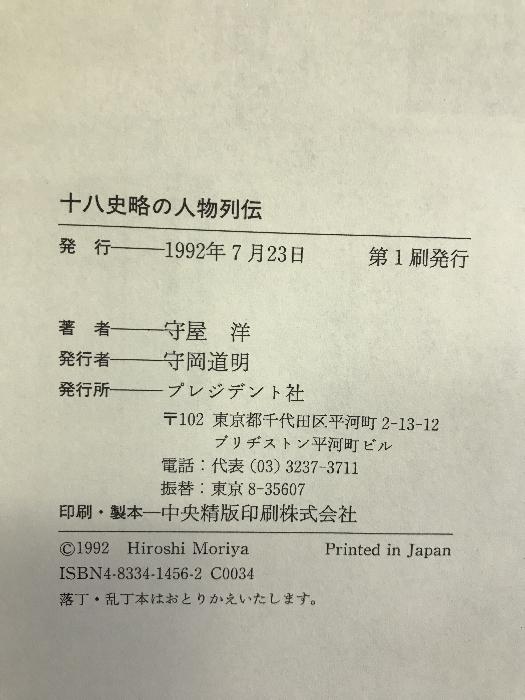 十八史略の人物列伝
発 行——1992年7月23日　第1刷発行
著 者——守屋 洋
発行者——守岡道明
発行所——プレジデント社
〒102 東京都千代田区平河町2-13-12
ブリヂストン平河町ビル
電話：代表(03)3237-3711
振替：東京8-35607
印刷・製本—中央精版印刷株式会社
©1992 Hiroshi Moriya　Printed in Japan
ISBN4-8334-1456-2 C0034
落丁・乱丁本はおとりかえいたします。